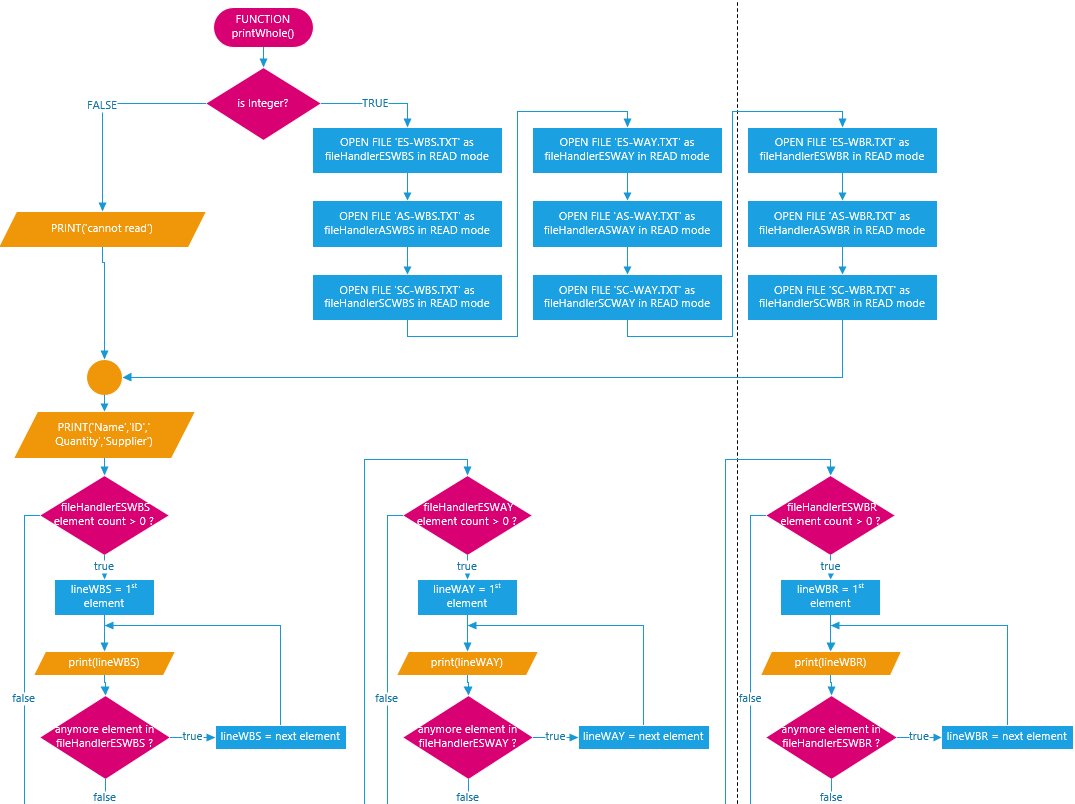 FUNCTION
printWhole()
is Integer?
FALSE
TRUE
OPEN FILE 'ES-WBS.TXT' as
fileHandlerESWBS in READ mode
OPEN FILE 'ES-WAY.TXT' as
fileHandlerESWAY in READ mode
OPEN FILE 'ES-WBR.TXT' as
fileHandlerESWBR in READ mode
PRINT('cannot read')
OPEN FILE 'AS-WBS.TXT' as
fileHandlerASWBS in READ mode
OPEN FILE 'AS-WAY.TXT' as
fileHandlerASWAY in READ mode
OPEN FILE 'AS-WBR.TXT' as
fileHandlerASWBR in READ mode
OPEN FILE 'SC-WBS.TXT' as
fileHandlerSCWBS in READ mode
OPEN FILE 'SC-WAY.TXT' as
fileHandlerSCWAY in READ mode
OPEN FILE 'SC-WBR.TXT' as
fileHandlerSCWBR in READ mode
PRINT('Name','ID','
Quantity','Supplier')
fileHandlerESWBS
element count > 0 ?
true
lineWBS = 1st
element
print(lineWBS)
false
anymore element in
fileHandlerESWBS ?
true
lineWBS = next element
false
fileHandlerESWAY
element count > 0 ?
true
lineWAY = 1st
element
print(lineWAY)
false
anymore element in
fileHandlerESWAY ?
true
lineWAY = next element
false
fileHandlerESWBR
element count > 0 ?
true
lineWBR = 1st
element
print(lineWBR)
false
anymore element in
fileHandlerESWBR ?
true
lineWBR = next element
false